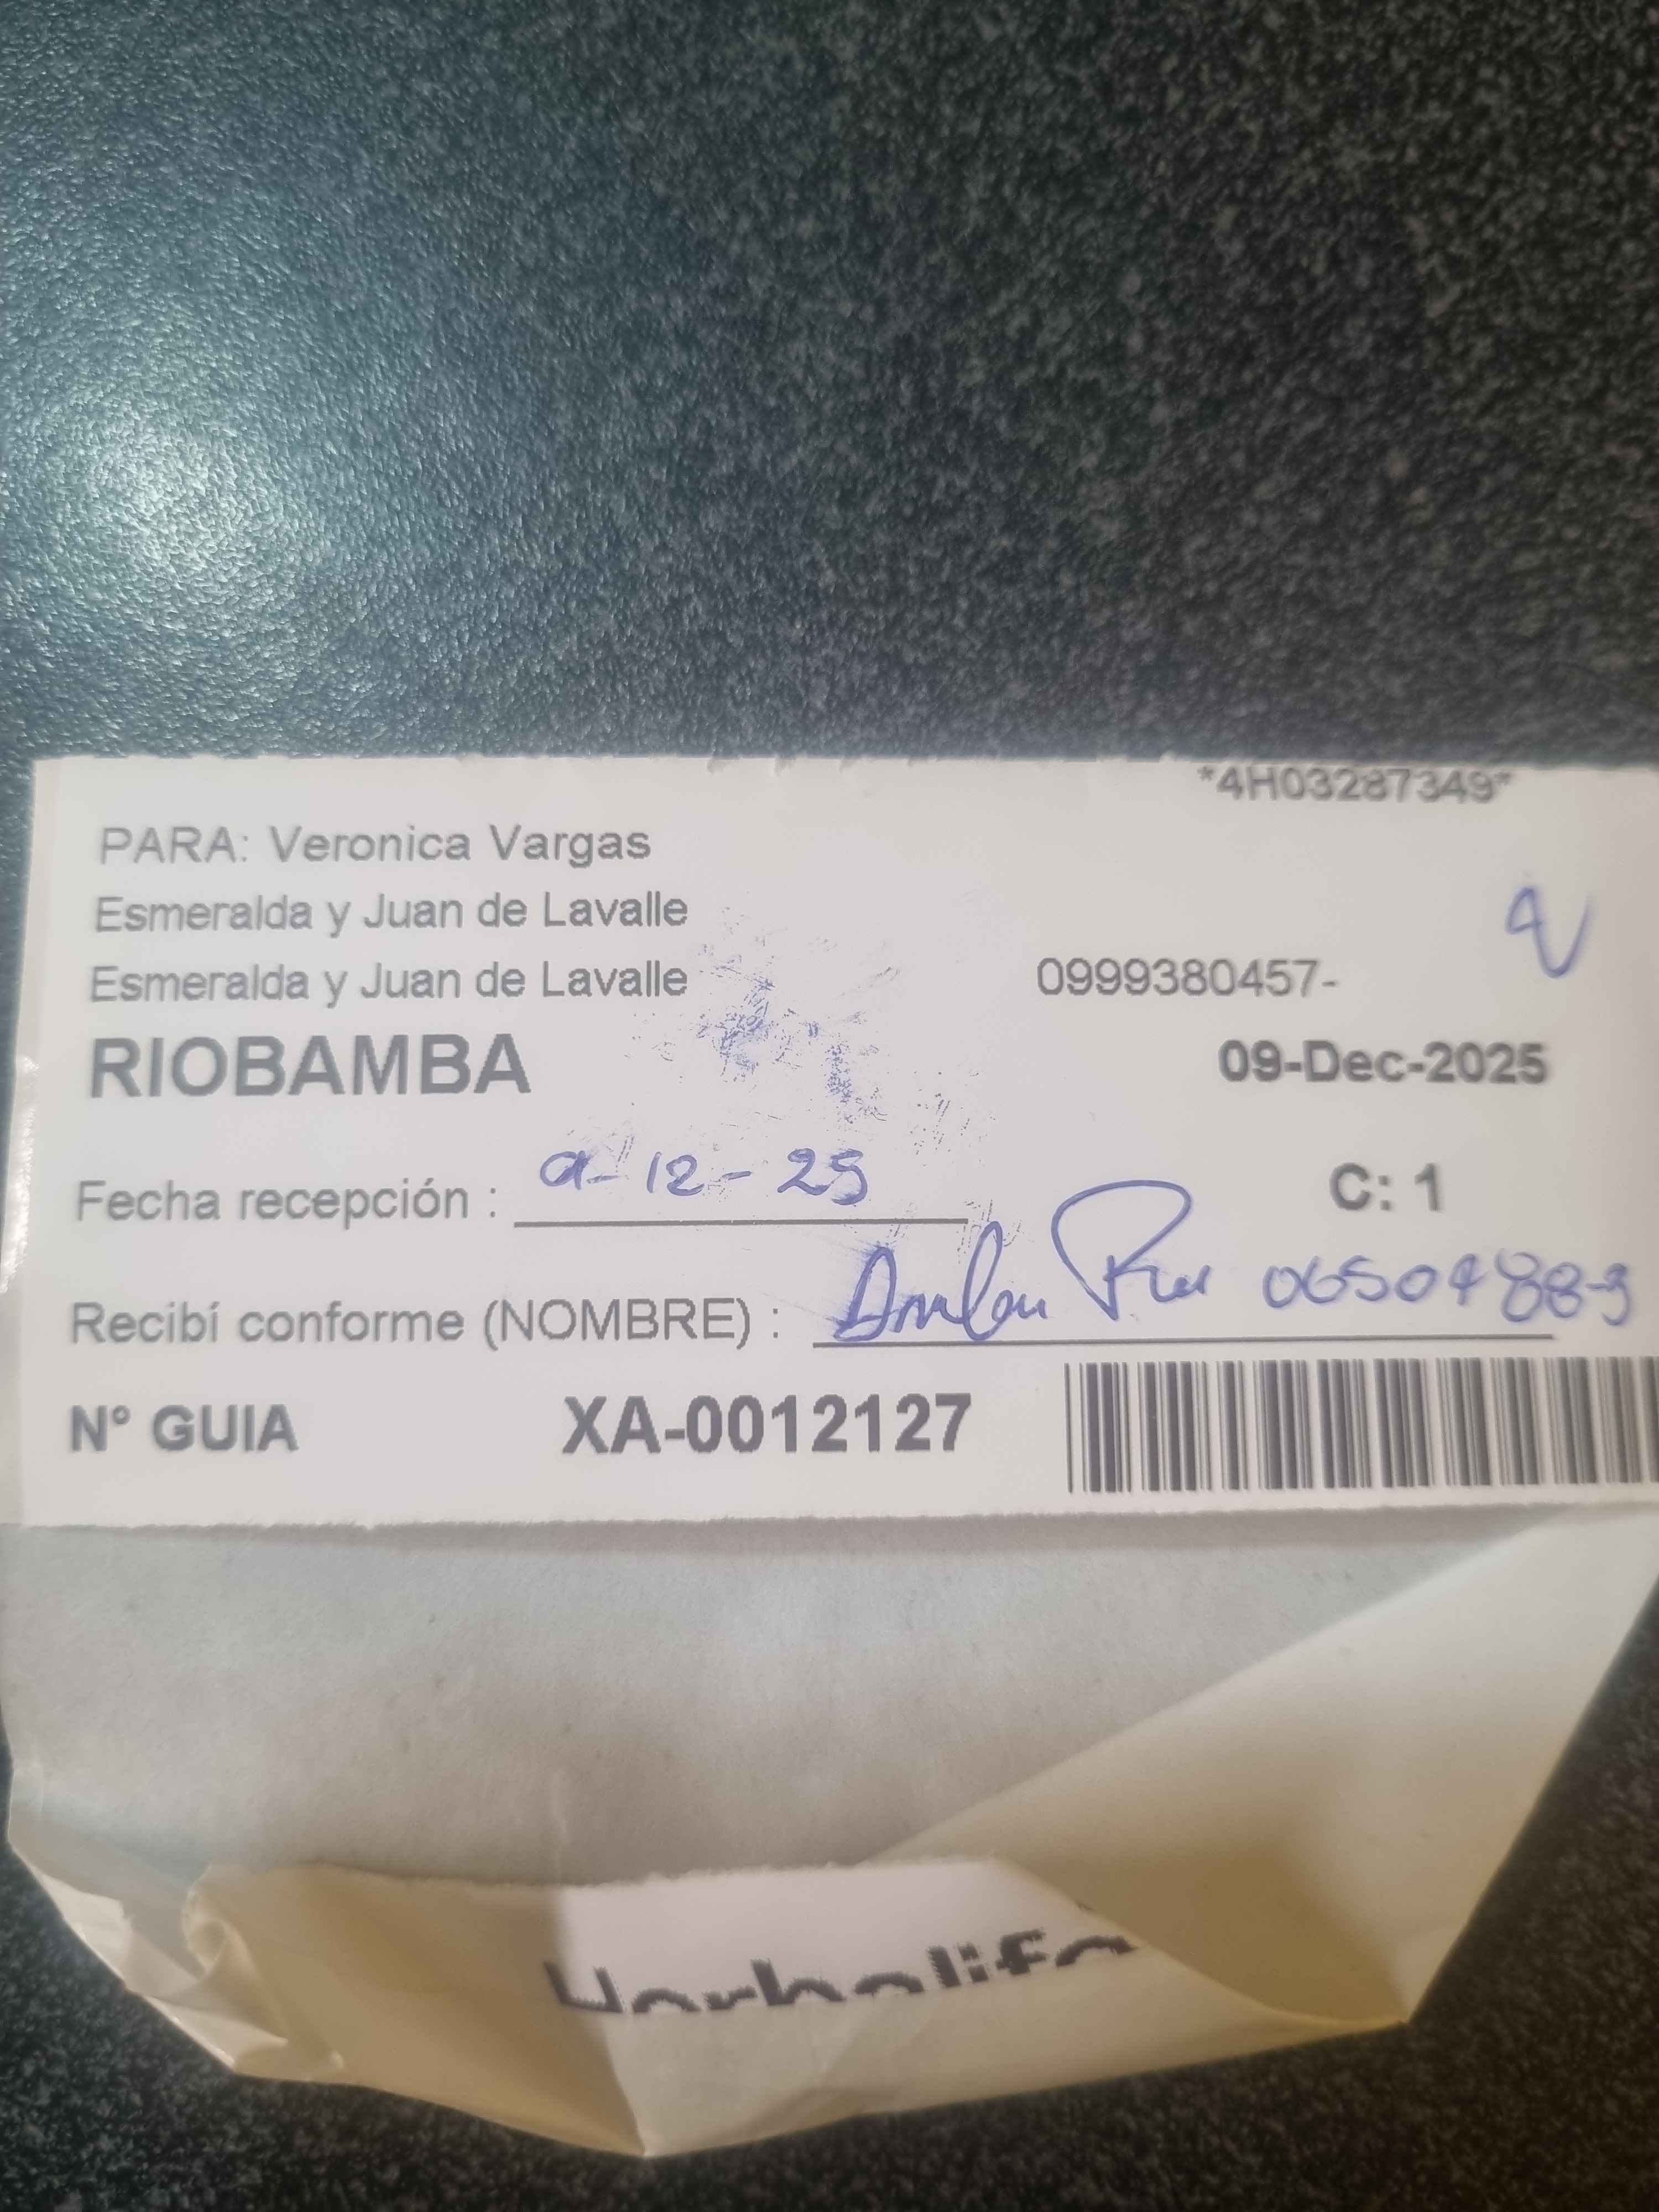 *4H03287349*
PARA: Veronica Vargas
Esmeralda y Juan de Lavalle
Esmeralda y Juan de Lavalle 0999380457-
RIOBAMBA 09-Dec-2025
Fecha recepción : 9-12-25 C: 1
Recibí conforme (NOMBRE) :
N° GUIA XA-0012127
Herbalife